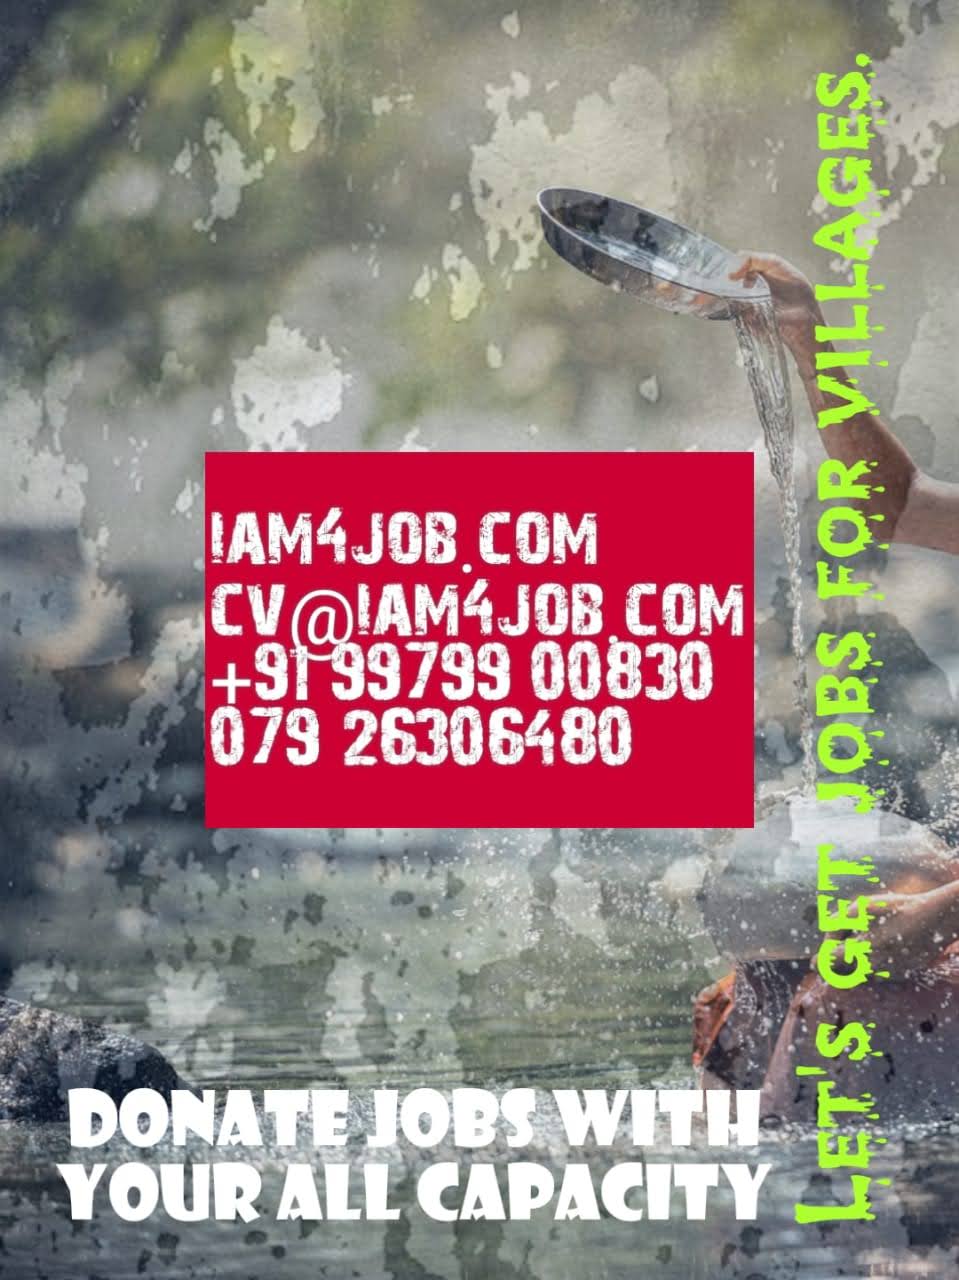 IAM4JOB.COM
CV@IAM4JOB.COM
+91 99799 00830
079 26306480
LET'S GET JOBS FOR VILLAGES.
DONATE JOBS WITH
YOUR ALL CAPACITY